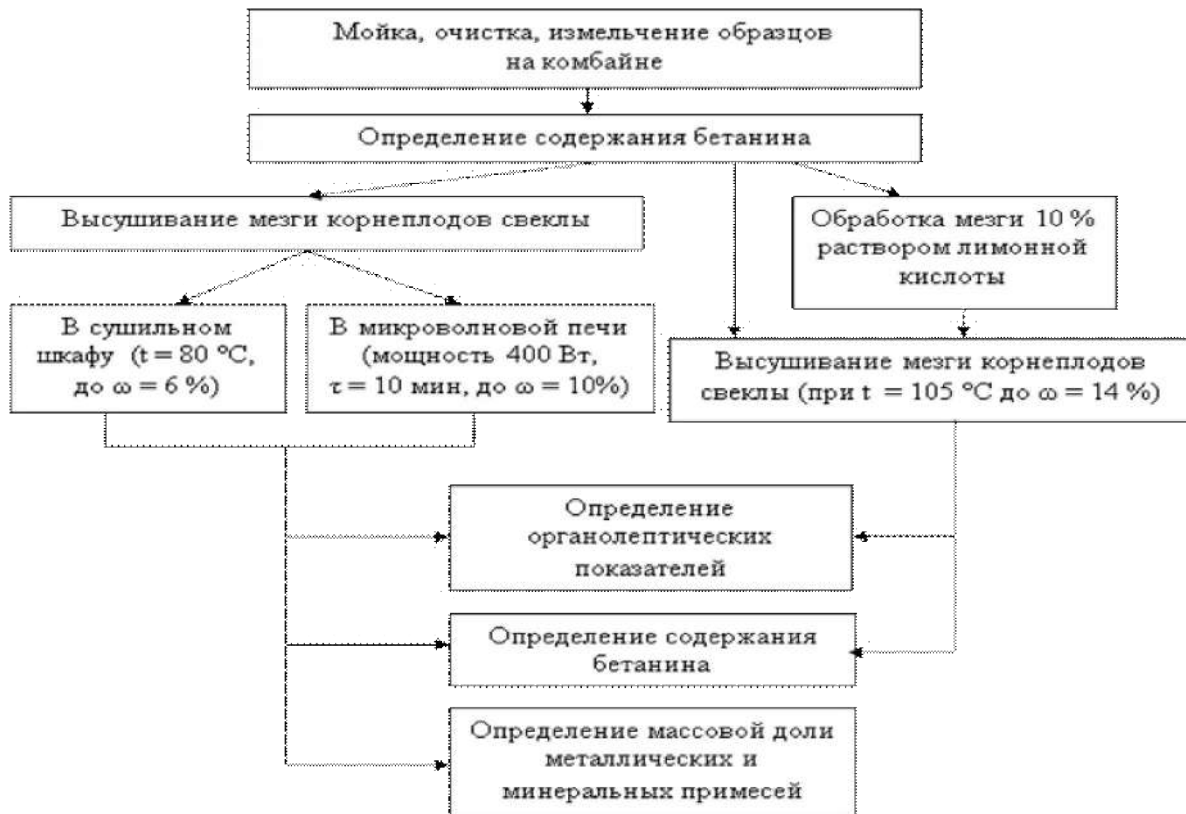 Мойка, очистка, измельчение образцов
на комбайне
Определение содержания бетанина
Высушивание мезги корнеплодов свеклы
Обработка мезги 10 %
раствором лимонной
кислоты
В сушильном
шкафу (t = 80 °C,
до ω = 6 %)
В микроволновой печи
(мощность 400 Вт,
τ = 10 мин, до ω = 10%)
Высушивание мезги корнеплодов
свеклы (при t = 105 °C до ω = 14 %)
Определение
органолептических
показателей
Определение содержания
бетанина
Определение массовой доли
металлических и
минеральных примесей